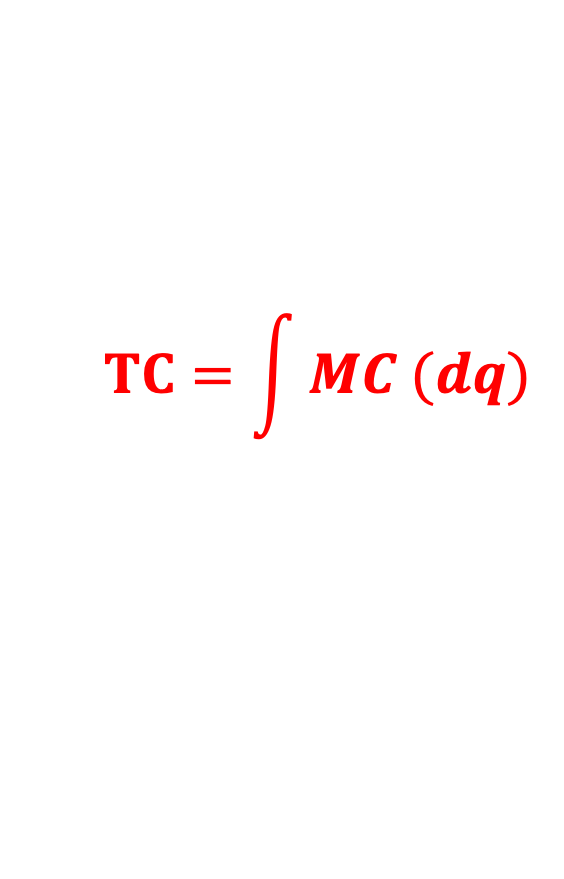 TC = ∫ MC (dq)